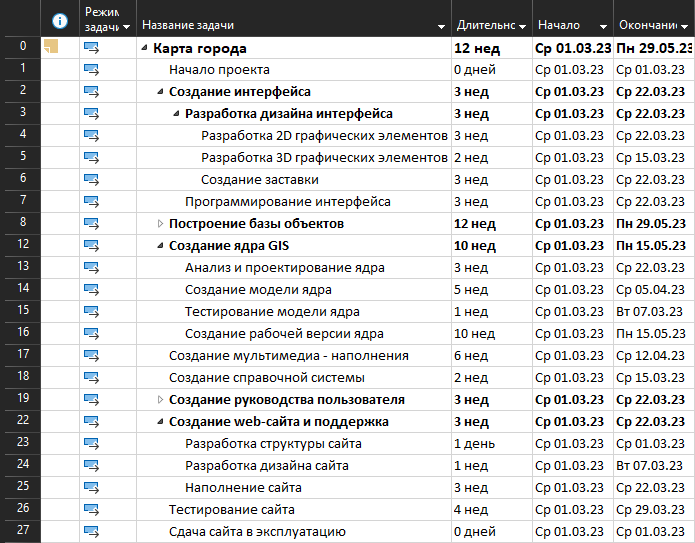 Режим задачи Название задачи Длительнс Начало Окончание
0 Карта города 12 нед Ср 01.03.23 Пн 29.05.23
1 Начало проекта 0 дней Ср 01.03.23 Ср 01.03.23
2 Создание интерфейса 3 нед Ср 01.03.23 Ср 22.03.23
3 Разработка дизайна интерфейса 3 нед Ср 01.03.23 Ср 22.03.23
4 Разработка 2D графических элементов 3 нед Ср 01.03.23 Ср 22.03.23
5 Разработка 3D графических элементов 2 нед Ср 01.03.23 Ср 15.03.23
6 Создание заставки 3 нед Ср 01.03.23 Ср 22.03.23
7 Программирование интерфейса 3 нед Ср 01.03.23 Ср 22.03.23
8 Построение базы объектов 12 нед Ср 01.03.23 Пн 29.05.23
12 Создание ядра GIS 10 нед Ср 01.03.23 Пн 15.05.23
13 Анализ и проектирование ядра 3 нед Ср 01.03.23 Ср 22.03.23
14 Создание модели ядра 5 нед Ср 01.03.23 Ср 05.04.23
15 Тестирование модели ядра 1 нед Ср 01.03.23 Вт 07.03.23
16 Создание рабочей версии ядра 10 нед Ср 01.03.23 Пн 15.05.23
17 Создание мультимедиа - наполнения 6 нед Ср 01.03.23 Ср 12.04.23
18 Создание справочной системы 2 нед Ср 01.03.23 Ср 15.03.23
19 Создание руководства пользователя 3 нед Ср 01.03.23 Ср 22.03.23
22 Создание web-сайта и поддержка 3 нед Ср 01.03.23 Ср 22.03.23
23 Разработка структуры сайта 1 день Ср 01.03.23 Ср 01.03.23
24 Разработка дизайна сайта 1 нед Ср 01.03.23 Вт 07.03.23
25 Наполнение сайта 3 нед Ср 01.03.23 Ср 22.03.23
26 Тестирование сайта 4 нед Ср 01.03.23 Ср 29.03.23
27 Сдача сайта в эксплуатацию 0 дней Ср 01.03.23 Ср 01.03.23